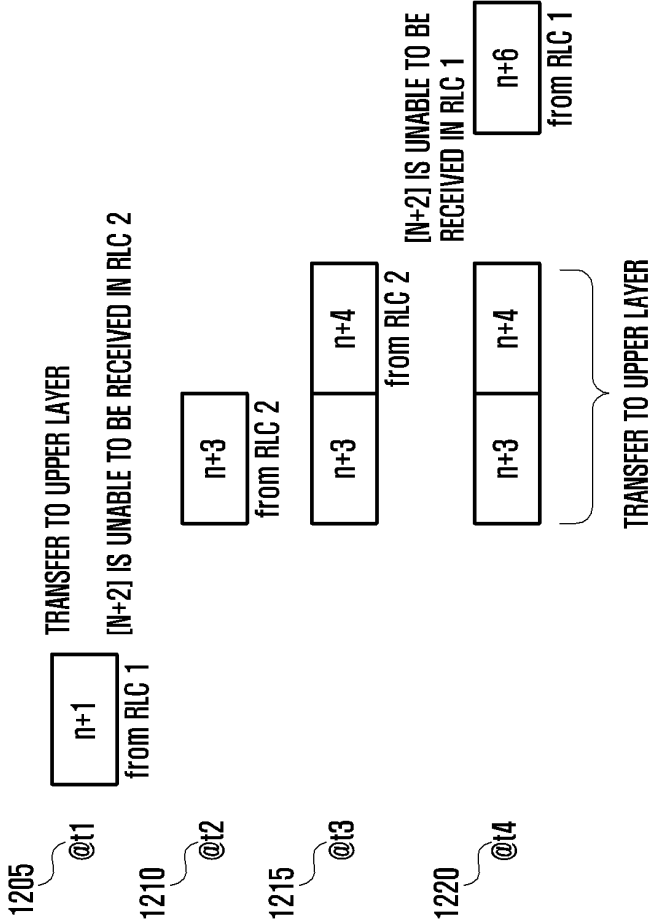 1205
@t1
n+1
from RLC 1
TRANSFER TO UPPER LAYER
[N+2] IS UNABLE TO BE RECEIVED IN RLC 2
1210
@t2
n+3
from RLC 2
1215
@t3
n+3
n+4
from RLC 2
[N+2] IS UNABLE TO BE
RECEIVED IN RLC 1
1220
@t4
n+3
n+4
n+6
from RLC 1
TRANSFER TO UPPER LAYER